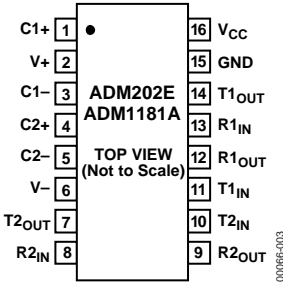 C1+ 1 16 VCC
V+ 2 15 GND
C1– 3 ADM202E 14 T1OUT
C2+ 4 ADM1181A 13 R1IN
C2– 5 TOP VIEW 12 R1OUT
V– 6 (Not to Scale) 11 T1IN
T2OUT 7 10 T2IN
R2IN 8 9 R2OUT
00066-003